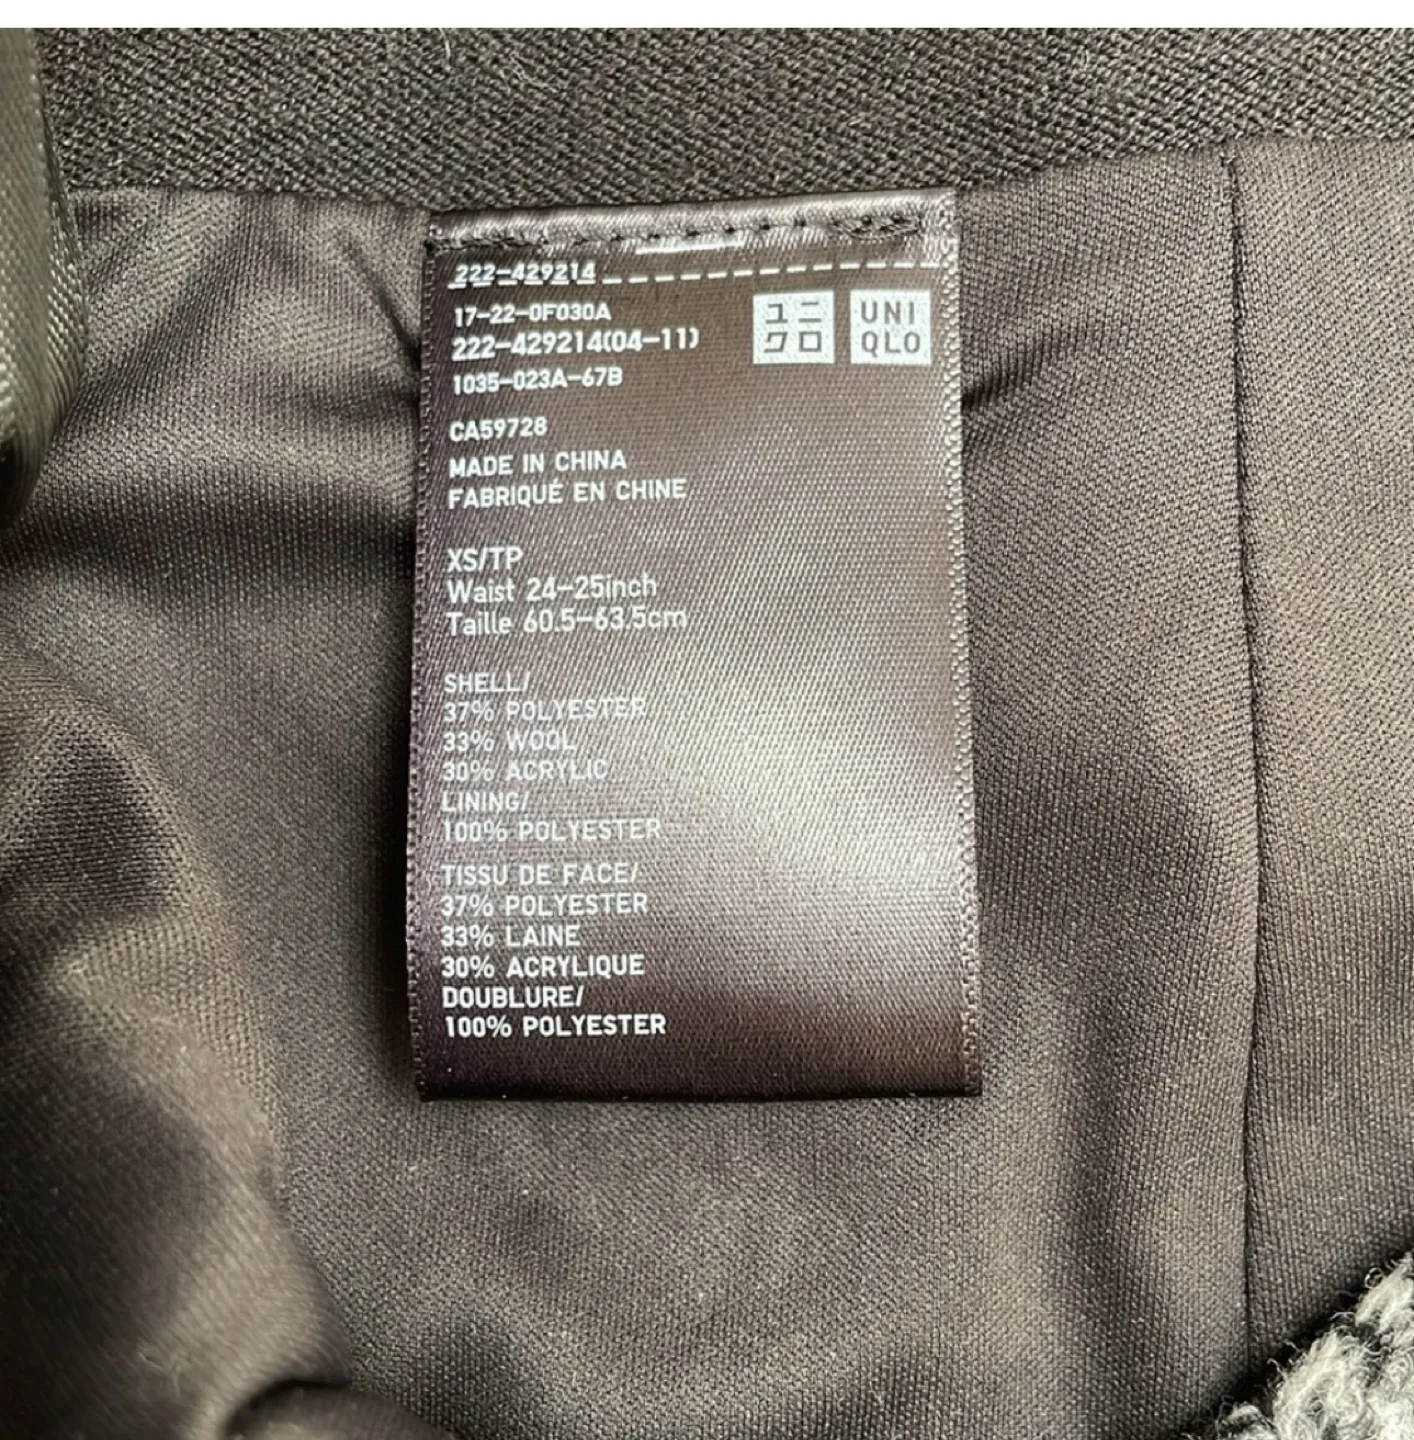 222-429214
17-22-0F030A
222-429214(04-11)
1035-023A-67B
ユニ
クロ
UNI
QLO
CA59728
MADE IN CHINA
FABRIQUÉ EN CHINE
XS/TP
Waist 24-25inch
Taille 60.5-63.5cm
SHELL/
37% POLYESTER
33% WOOL
30% ACRYLIC
LINING/
100% POLYESTER
TISSU DE FACE/
37% POLYESTER
33% LAINE
30% ACRYLIQUE
DOUBLURE/
100% POLYESTER